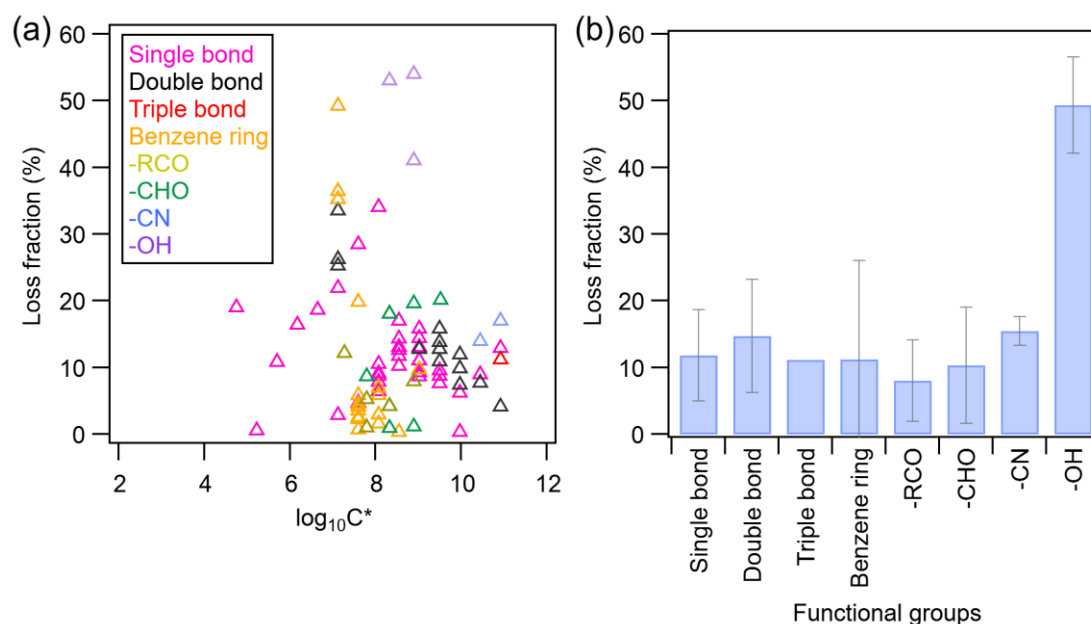 (a)
60
50
40
30
20
10
0
Loss fraction (%)
Single bond
Double bond
Triple bond
Benzene ring
-RCO
-CHO
-CN
-OH
2 4 6 8 10 12
log₁₀C*
(b)
60
50
40
30
20
10
0
Loss fraction (%)
Single bond
Double bond
Triple bond
Benzene ring
-RCO
-CHO
-CN
-OH
Functional groups